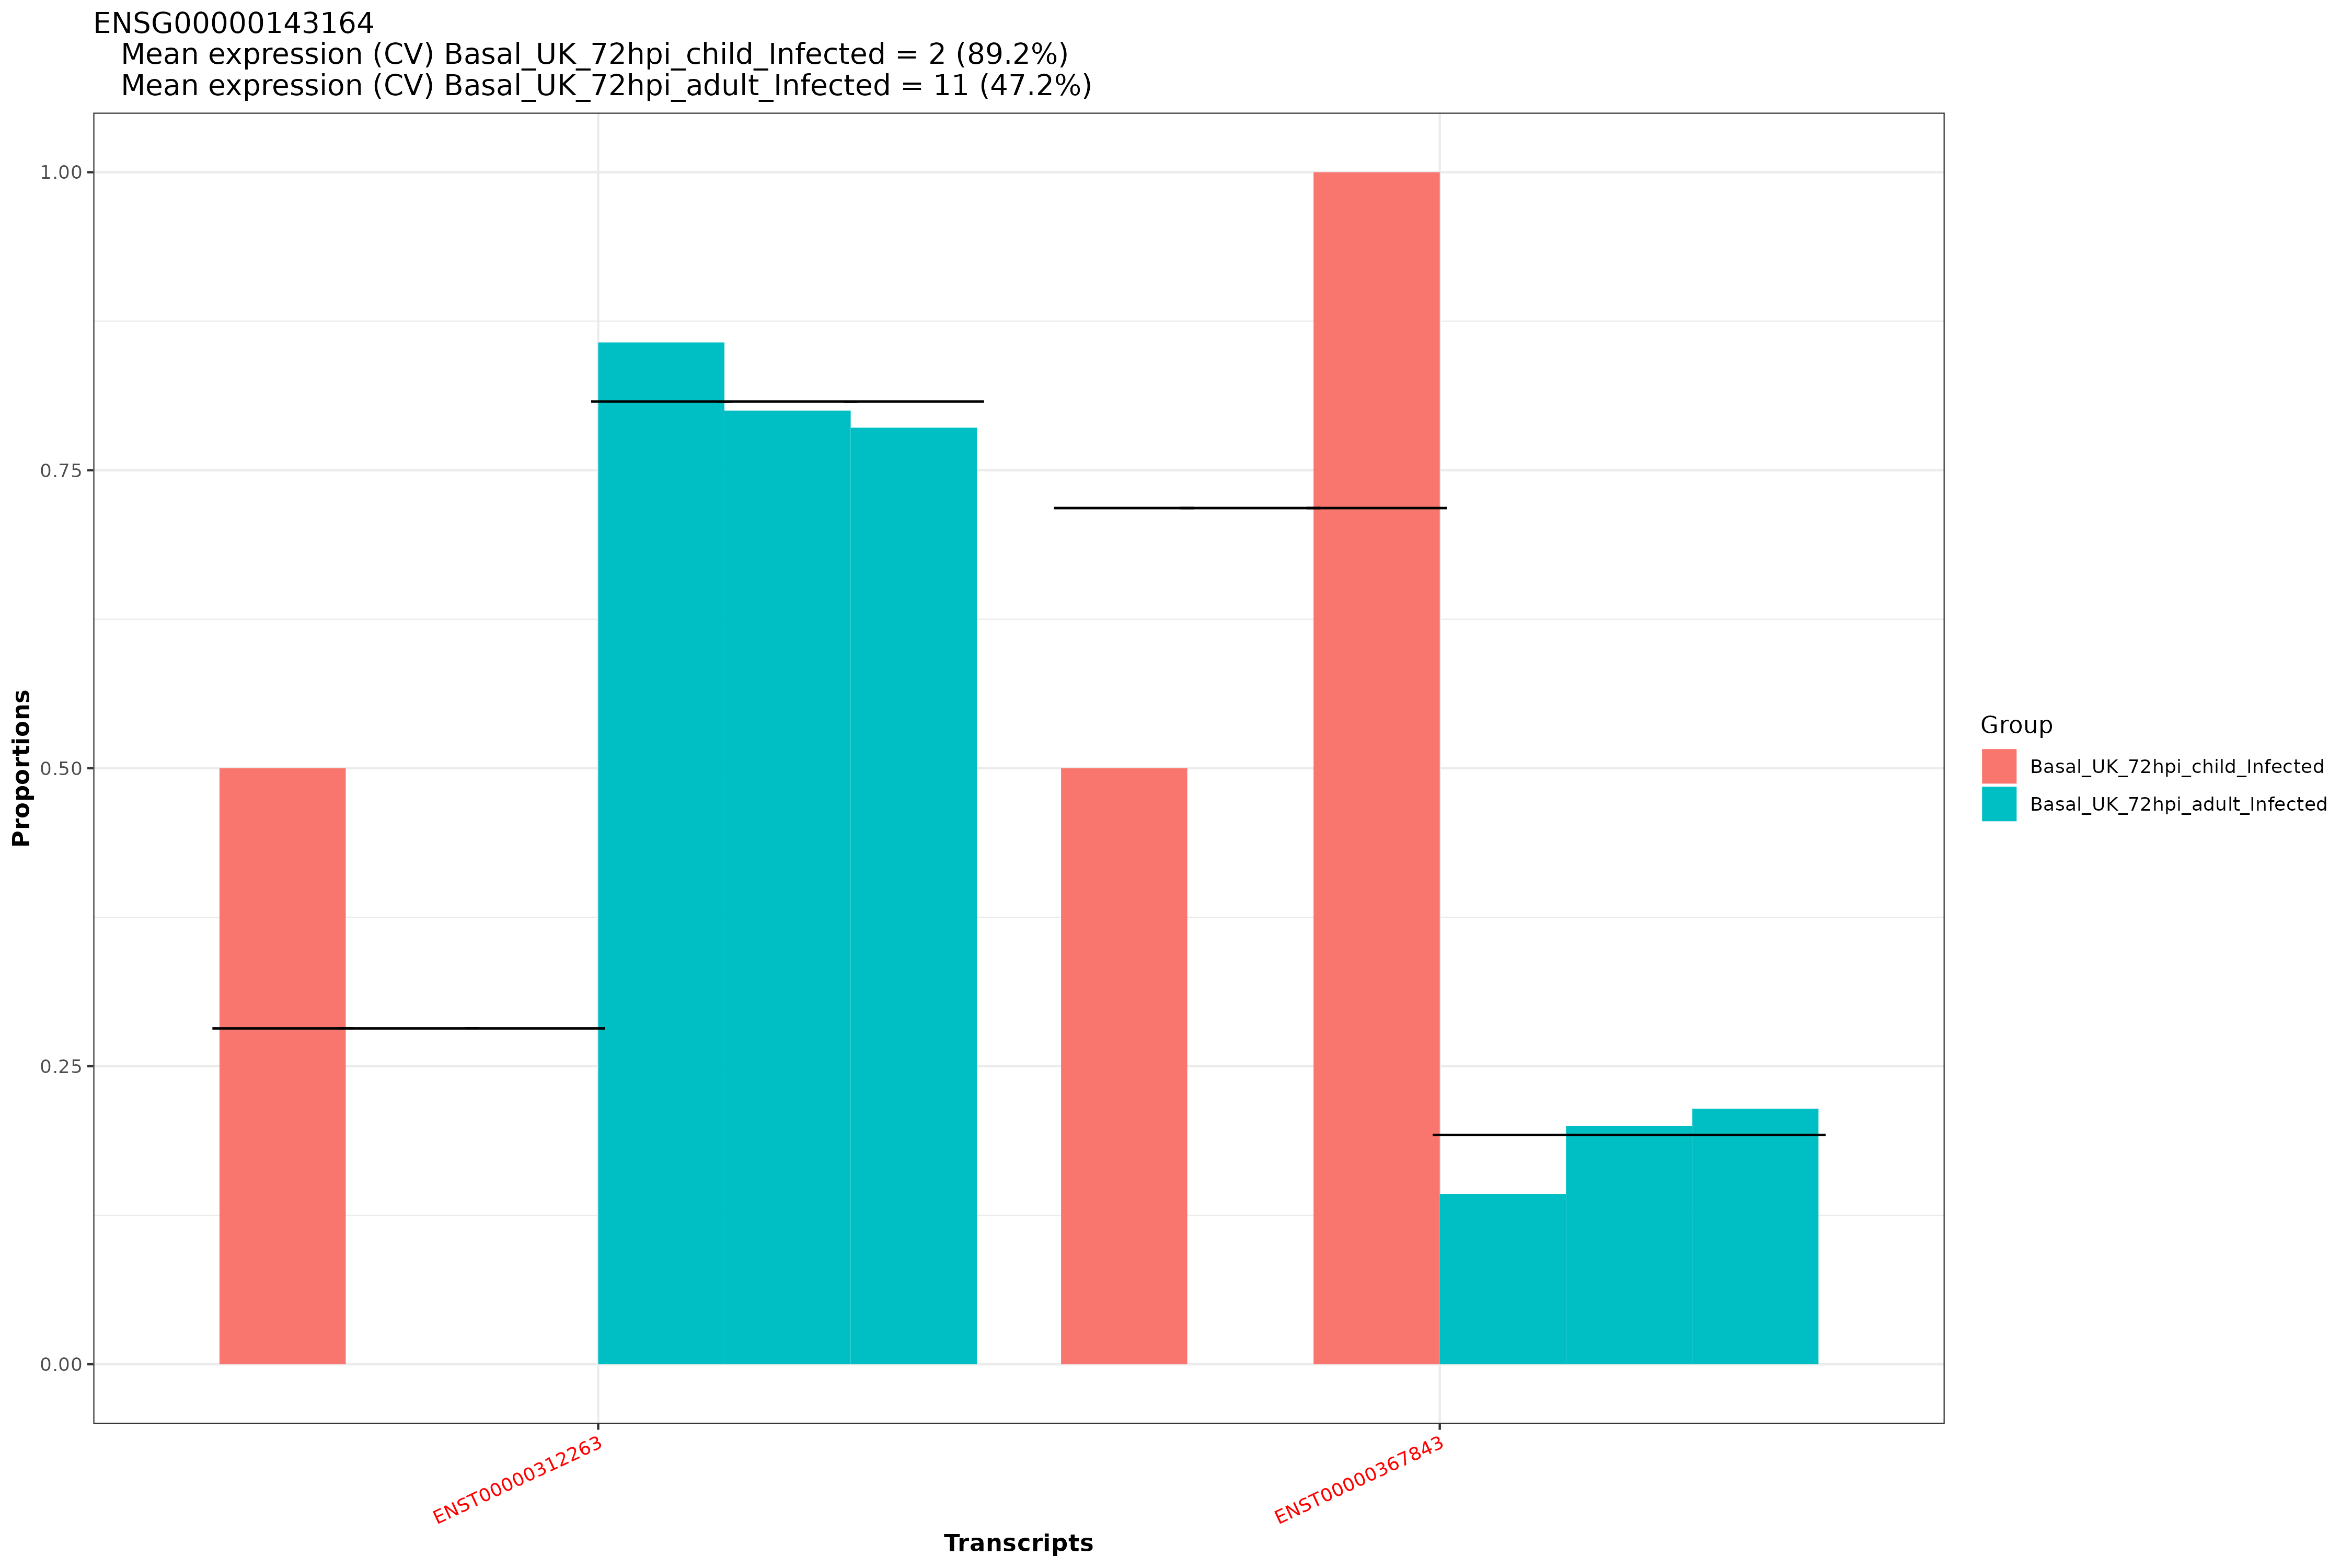 ENSG00000143164
Mean expression (CV) Basal_UK_72hpi_child_Infected = 2 (89.2%)
Mean expression (CV) Basal_UK_72hpi_adult_Infected = 11 (47.2%)
1.00
0.75
0.50
0.25
0.00
Proportions
ENST00000312263
ENST00000367843
Transcripts
Group
Basal_UK_72hpi_child_Infected
Basal_UK_72hpi_adult_Infected